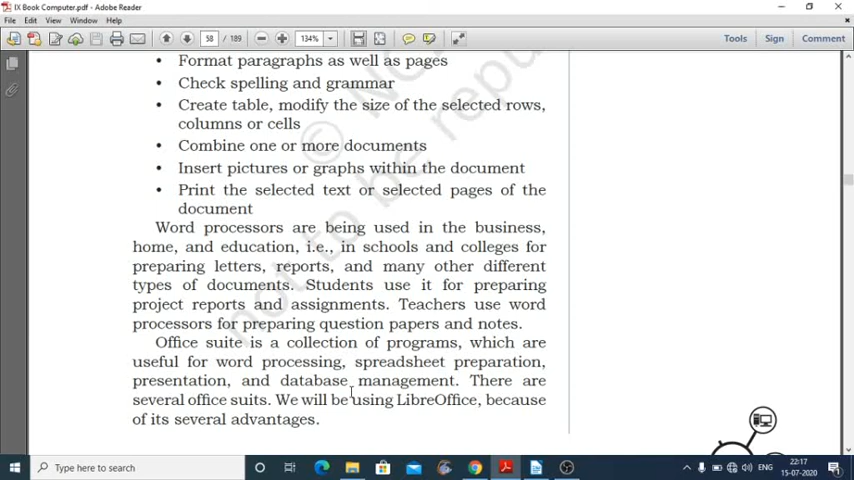 IX Book Computer.pdf - Adobe Reader
File Edit View Window Help
58 / 189 134% Tools Sign Comment
• Format paragraphs as well as pages
• Check spelling and grammar
• Create table, modify the size of the selected rows,
columns or cells
• Combine one or more documents
• Insert pictures or graphs within the document
• Print the selected text or selected pages of the
document
Word processors are being used in the business,
home, and education, i.e., in schools and colleges for
preparing letters, reports, and many other different
types of documents. Students use it for preparing
project reports and assignments. Teachers use word
processors for preparing question papers and notes.
Office suite is a collection of programs, which are
useful for word processing, spreadsheet preparation,
presentation, and database management. There are
several office suits. We will be using LibreOffice, because
of its several advantages.
not to be repu
Type here to search
ENG
22:17
15-07-2020